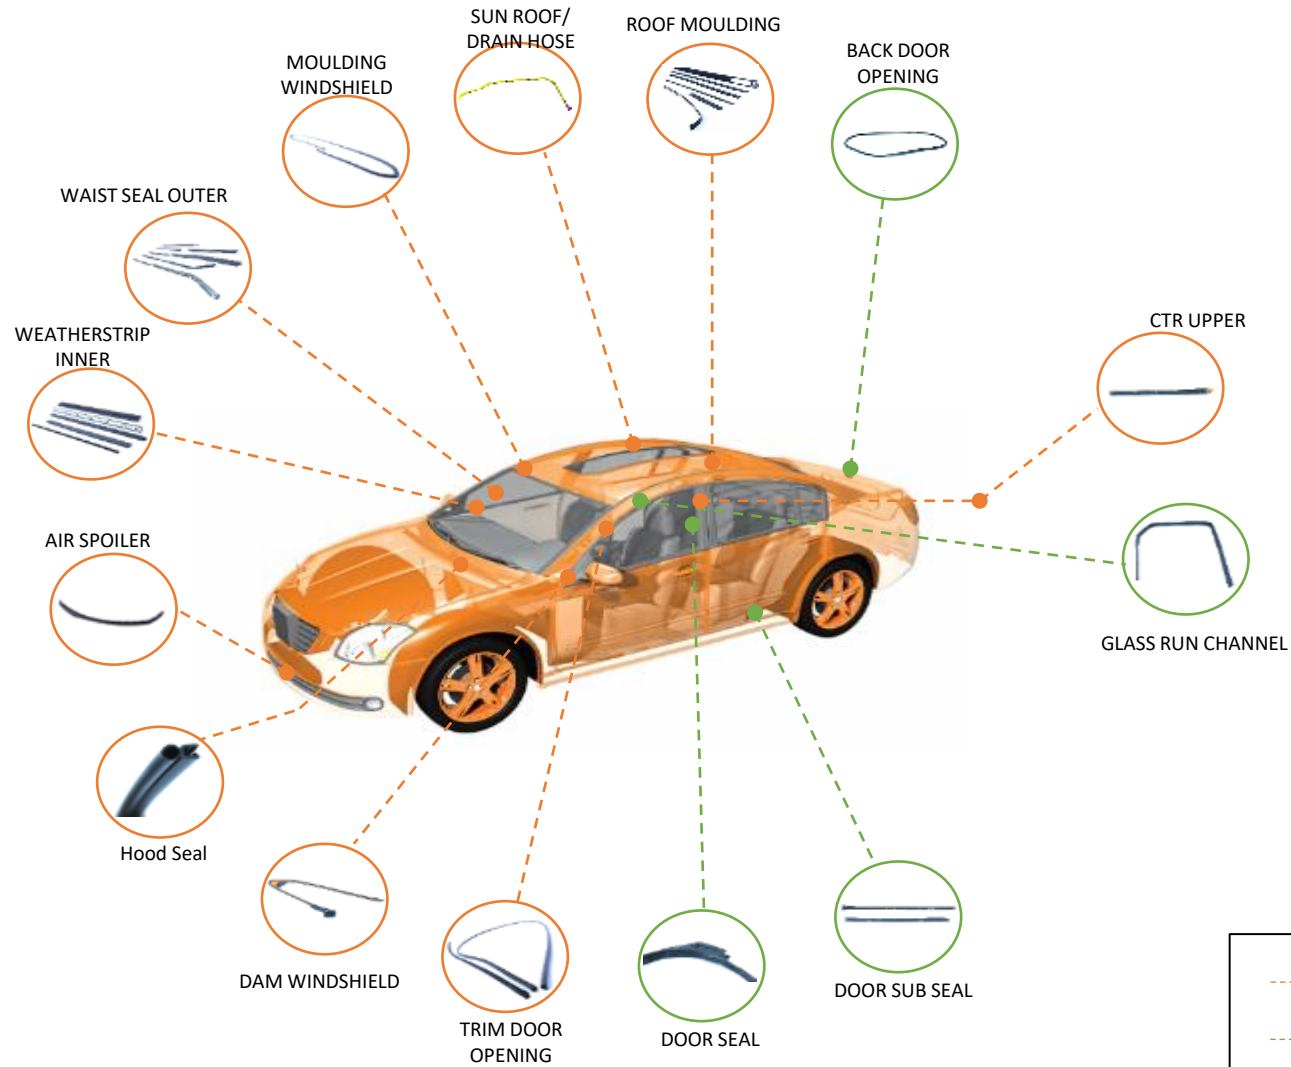 SUN ROOF/
DRAIN HOSE
ROOF MOULDING
BACK DOOR
OPENING
MOULDING
WINDSHIELD
WAIST SEAL OUTER
WEATHERSTRIP
INNER
CTR UPPER
AIR SPOILER
GLASS RUN CHANNEL
Hood Seal
DAM WINDSHIELD
TRIM DOOR
OPENING
DOOR SEAL
DOOR SUB SEAL